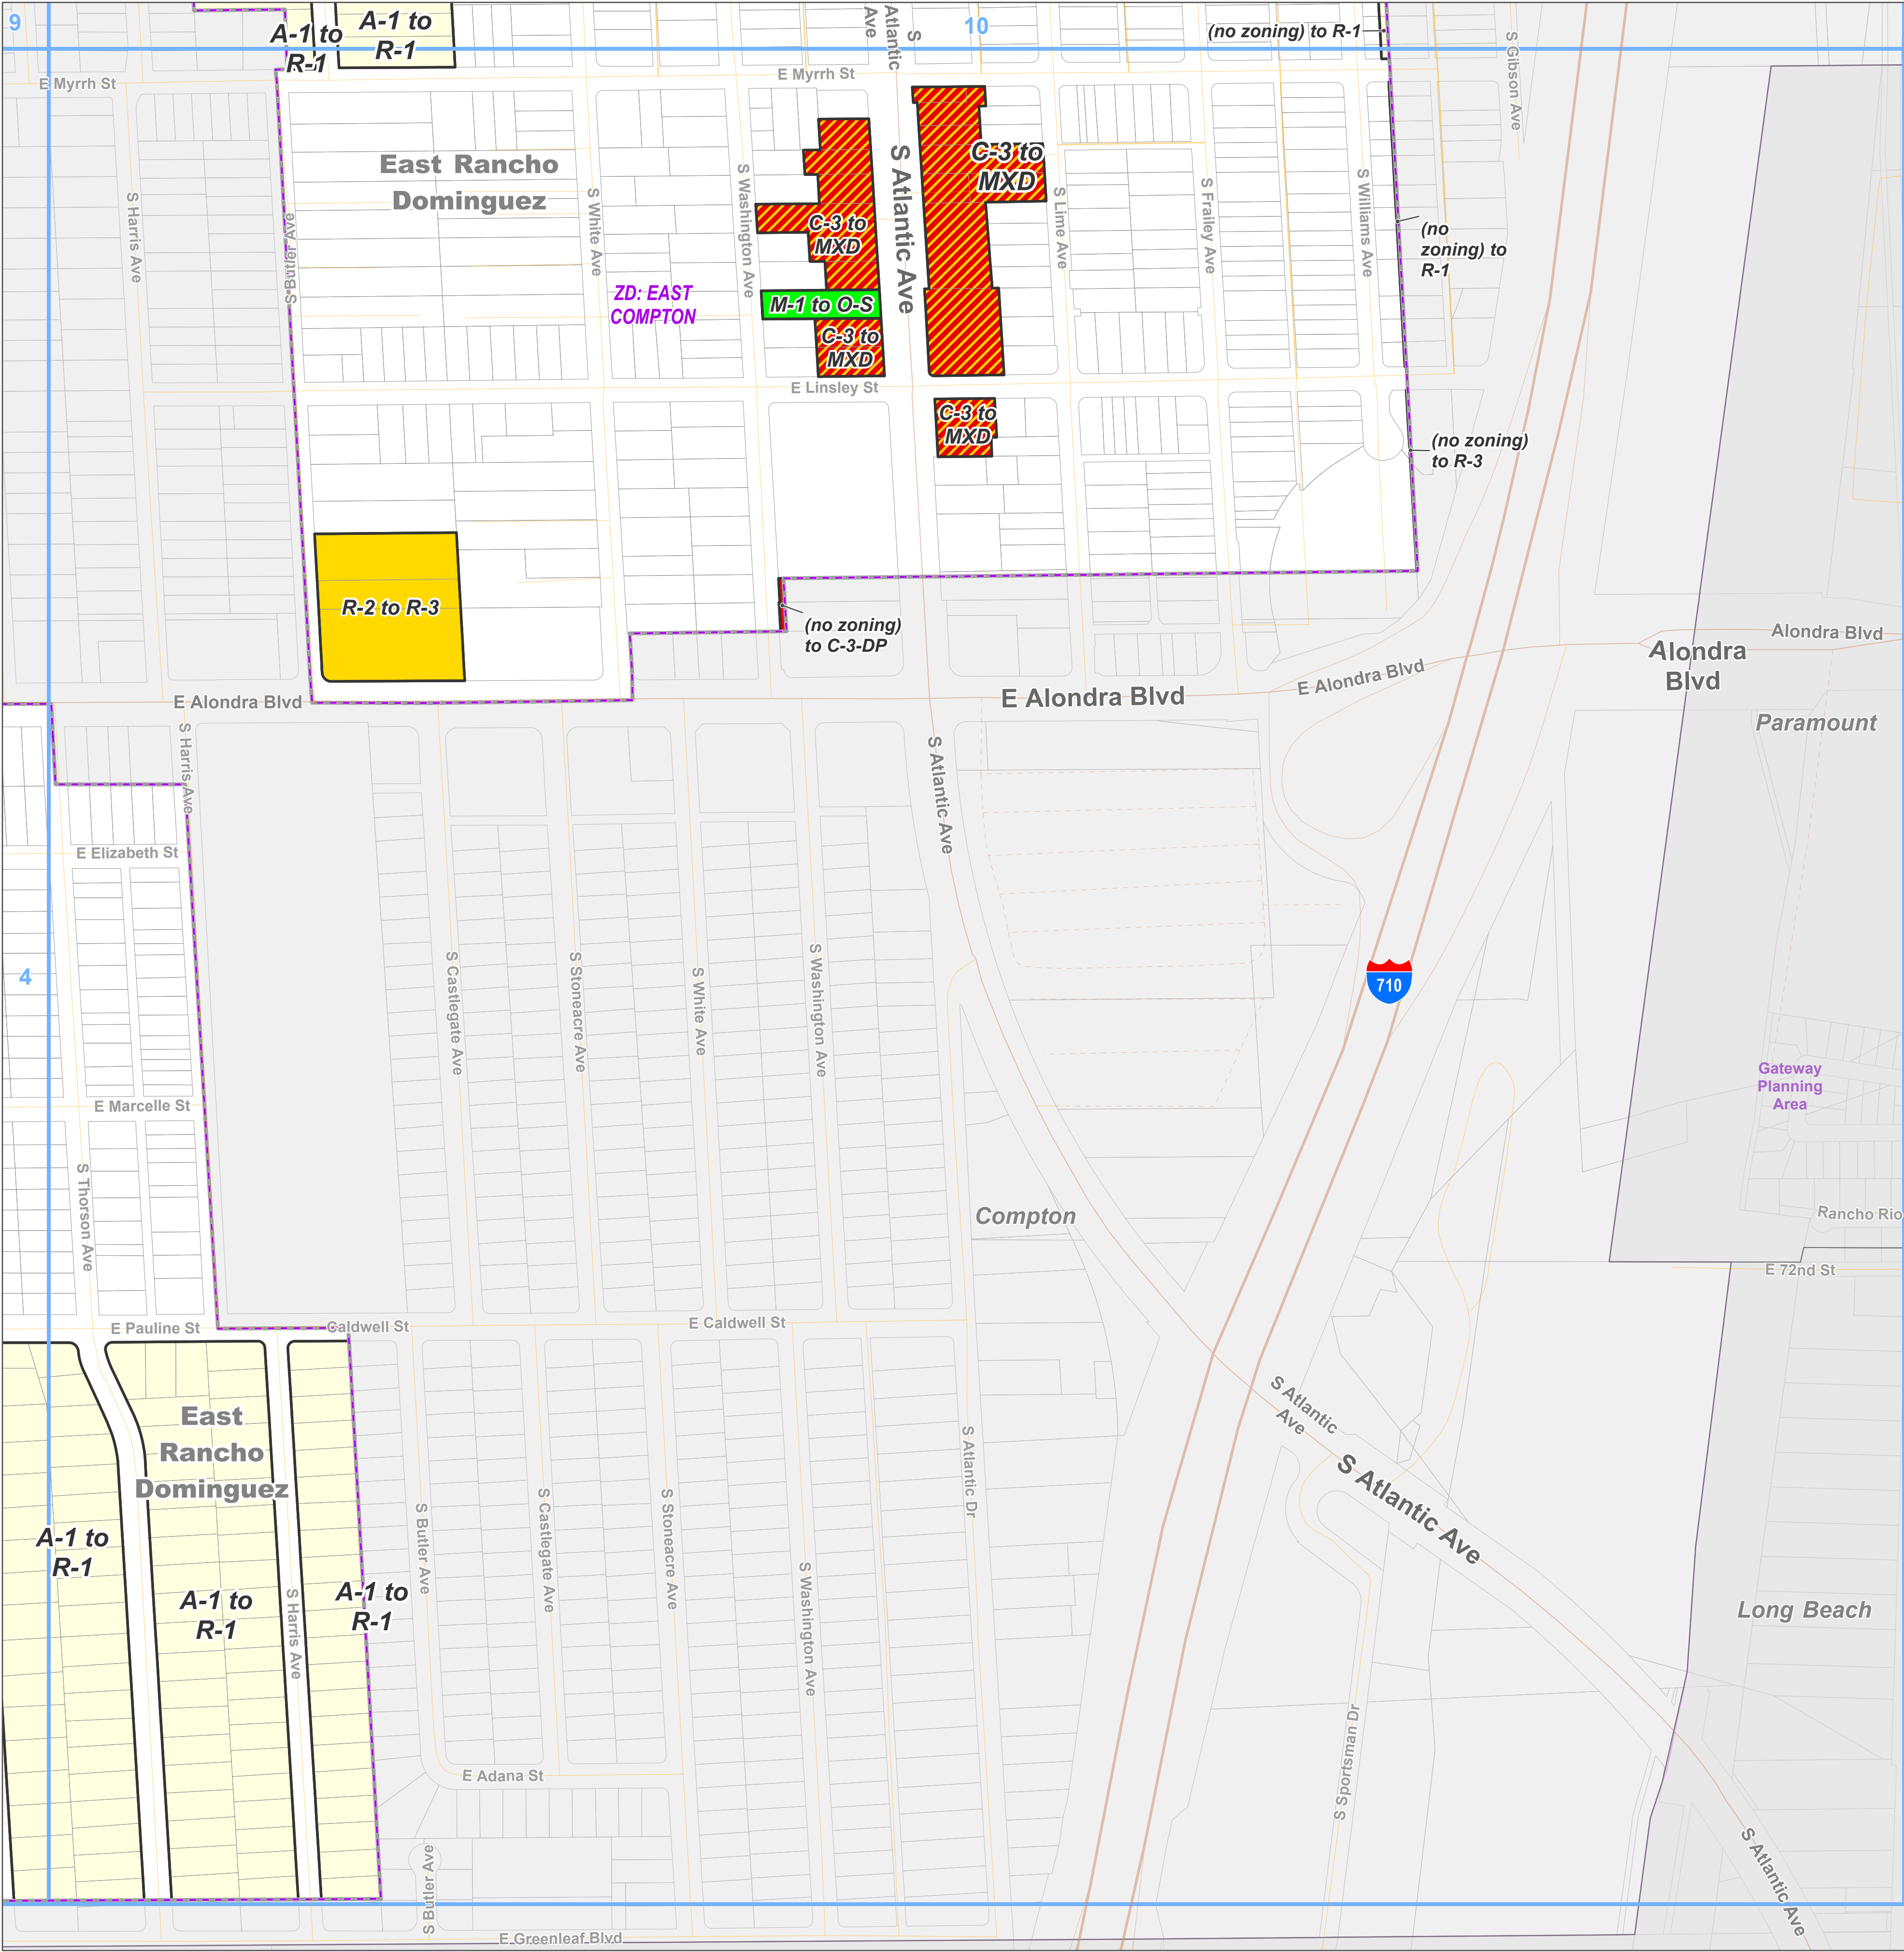 9
10
A-1 to
R-1
A-1 to
R-1
(no zoning) to R-1
S
Atlantic
Ave
S Gibson Ave
E Myrrh St
E Myrrh St
East Rancho
Dominguez
S Harris Ave
S Butler Ave
S White Ave
S Washington Ave
S Atlantic Ave
S Lime Ave
S Frailey Ave
S Williams Ave
C-3 to
MXD
C-3 to
MXD
(no
zoning) to
R-1
ZD: EAST
COMPTON
M-1 to O-S
C-3 to
MXD
E Linsley St
C-3 to
MXD
(no zoning)
to R-3
R-2 to R-3
(no zoning)
to C-3-DP
E Alondra Blvd
E Alondra Blvd
E Alondra Blvd
Alondra Blvd
Alondra
Blvd
Paramount
S Harris Ave
S Atlantic Ave
E Elizabeth St
4
S Castlegate Ave
S Stoneacre Ave
S White Ave
S Washington Ave
710
Gateway
Planning
Area
E Marcelle St
S Thorson Ave
Compton
Rancho Rio
E 72nd St
E Pauline St
Caldwell St
E Caldwell St
East
Rancho
Dominguez
S Atlantic
Ave
S Atlantic Ave
S Atlantic Dr
A-1 to
R-1
A-1 to
R-1
A-1 to
R-1
S Harris Ave
S Butler Ave
S Castlegate Ave
S Stoneacre Ave
S Washington Ave
Long Beach
S Sportsman Dr
E Adana St
S Butler Ave
S Atlantic Ave
E Greenleaf Blvd